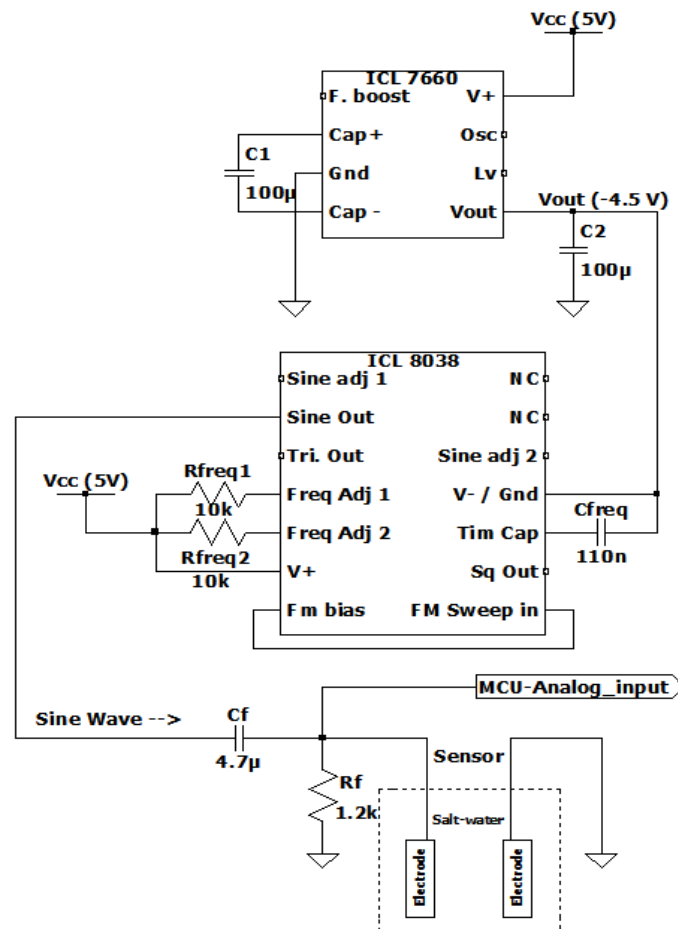 Vcc (5V)
ICL 7660
F. boost
V+
Cap+
Osc
C1
Gnd
Lv
100µ
Cap -
Vout
Vout (-4.5 V)
C2
100µ
ICL 8038
Sine adj 1
NC
Sine Out
NC
Tri. Out
Sine adj 2
Vcc (5V)
Rfreq1
Freq Adj 1
V- / Gnd
10k
Cfreq
Freq Adj 2
Tim Cap
Rfreq2
110n
10k
V+
Sq Out
Fm bias
FM Sweep in
MCU-Analog_input
Sine Wave -->
Cf
4.7µ
Sensor
Rf
1.2k
Salt-water
Electrode
Electrode